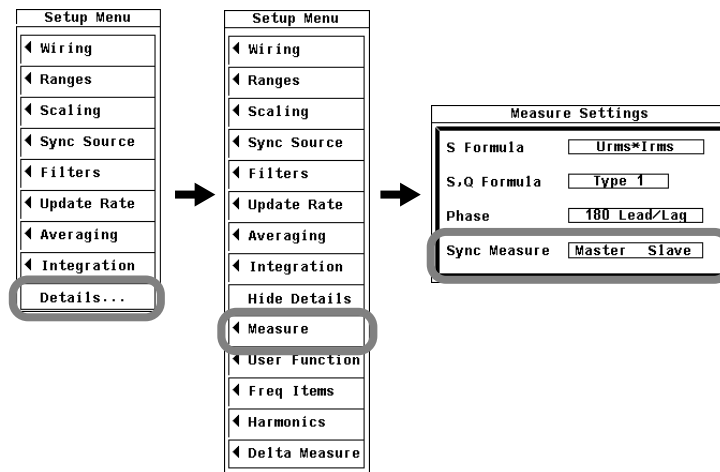 Setup Menu
Wiring
Ranges
Scaling
Sync Source
Filters
Update Rate
Averaging
Integration
Details...
Setup Menu
Wiring
Ranges
Scaling
Sync Source
Filters
Update Rate
Averaging
Integration
Hide Details
Measure
User Function
Freq Items
Harmonics
Delta Measure
Measure Settings
S Formula Urms*Irms
S,Q Formula Type 1
Phase 180 Lead/Lag
Sync Measure Master Slave